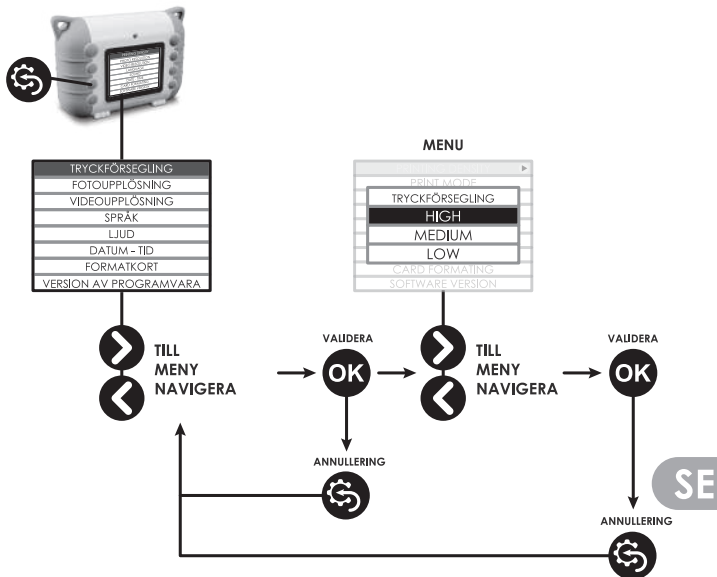 TRYCKFÖRSEGLING
FOTOUPPLÖSNING
VIDEOUPPLÖSNING
SPRÅK
LJUD
DATUM - TID
FORMATKORT
VERSION AV PROGRAMVARA
TILL
MENY
NAVIGERA
VALIDERA
OK
ANNULLERING
MENU
PRINT MODE
TRYCKFÖRSEGLING
HIGH
MEDIUM
LOW
CARD FORMATING
SOFTWARE VERSION
TILL
MENY
NAVIGERA
VALIDERA
OK
ANNULLERING
SE